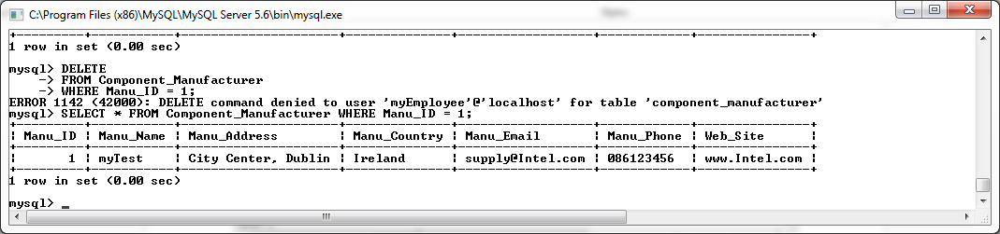 C:\Program Files (x86)\MySQL\MySQL Server 5.6\bin\mysql.exe
1 row in set (0.00 sec)
mysql> DELETE
-> FROM Component_Manufacturer
-> WHERE Manu_ID = 1;
ERROR 1142 (42000): DELETE command denied to user 'myEmployee'@'localhost' for table 'component_manufacturer'
mysql> SELECT * FROM Component_Manufacturer WHERE Manu_ID = 1;
| Manu_ID | Manu_Name | Manu_Address | Manu_Country | Manu_Email | Manu_Phone | Web_Site |
| 1 | myTest | City Center, Dublin | Ireland | supply@Intel.com | 086123456 | www.Intel.com |
1 row in set (0.00 sec)
mysql> _